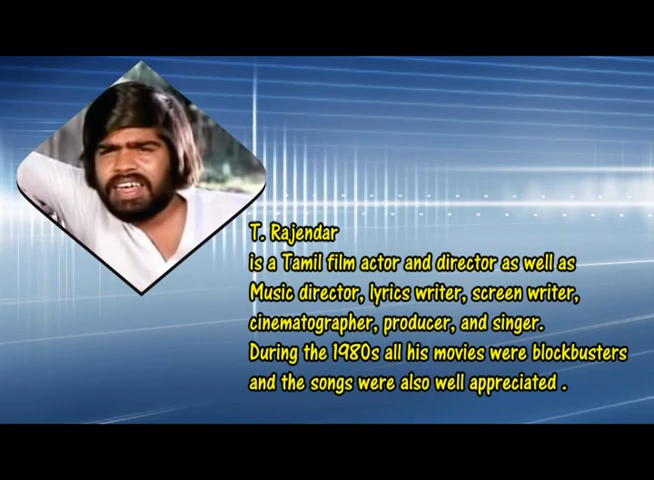 T. Rajendar
is a Tamil film actor and director as well as
Music director, lyrics writer, screen writer,
cinematographer, producer, and singer.
During the 1980s all his movies were blockbusters
and the songs were also well appreciated .